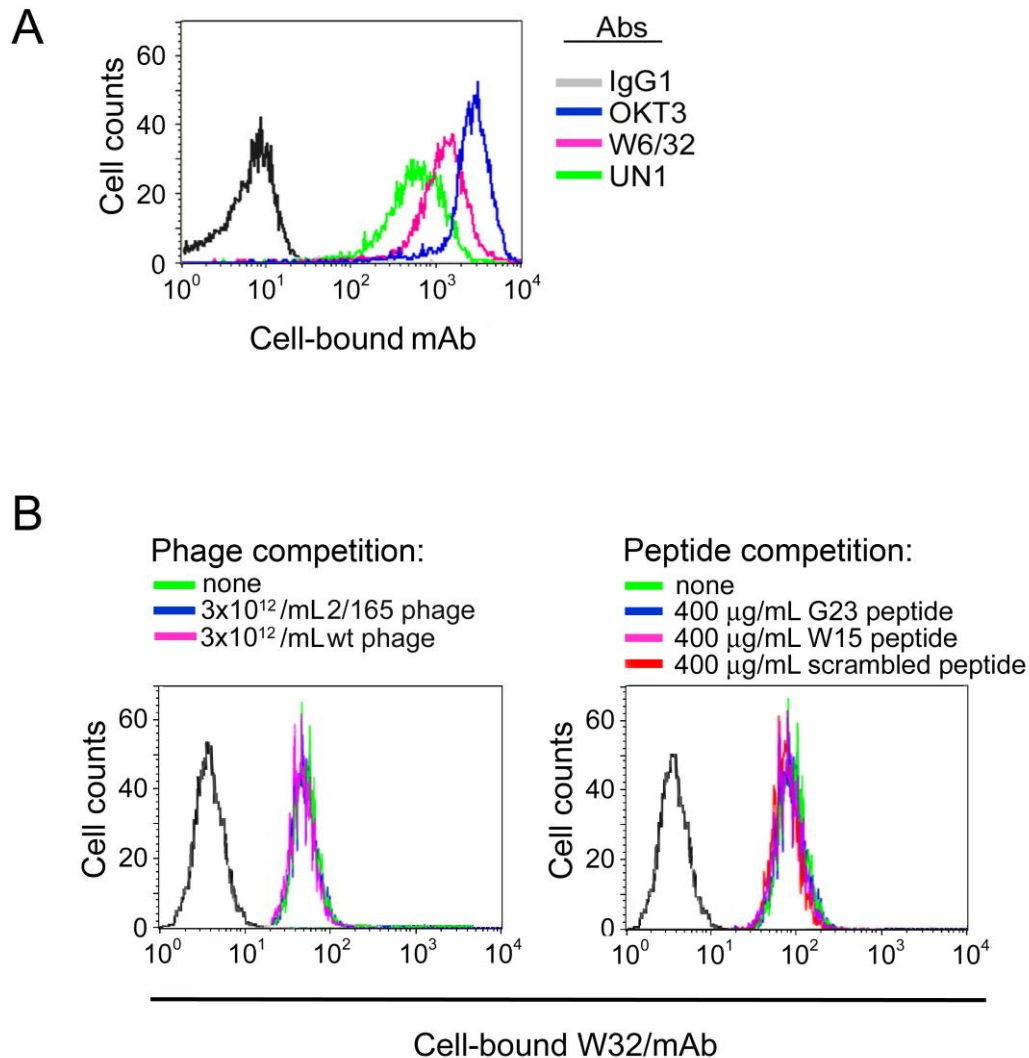 A
Abs
IgG1
OKT3
W6/32
UN1
Cell counts
60
40
20
0
10⁰ 10¹ 10² 10³ 10⁴
Cell-bound mAb
B
Phage competition:
none
3x10¹²/mL2/165 phage
3x10¹²/mLwt phage
Cell counts
60
40
20
0
10⁰ 10¹ 10² 10³ 10⁴
Peptide competition:
none
400 µg/mL G23 peptide
400 µg/mL W15 peptide
400 µg/mL scrambled peptide
Cell counts
60
40
20
0
10⁰ 10¹ 10² 10³ 10⁴
Cell-bound W32/mAb